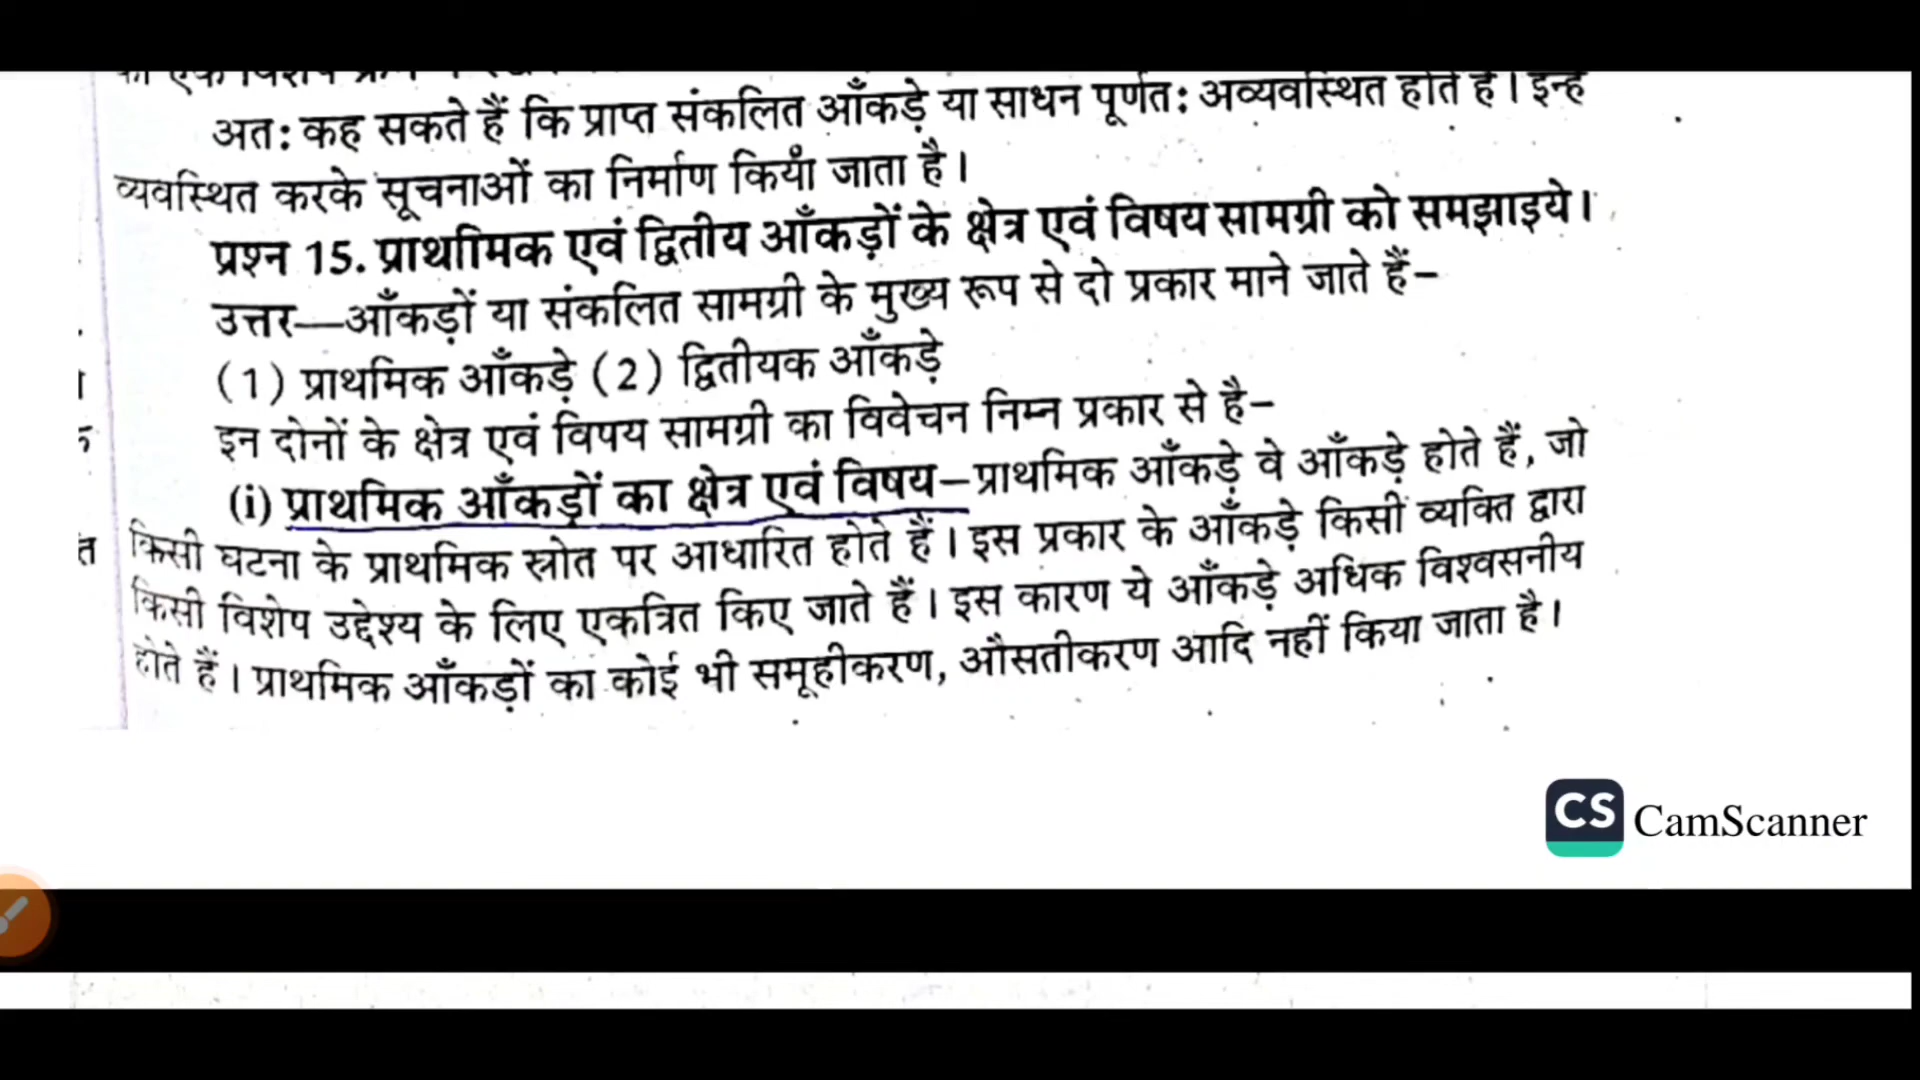 अतः कह सकते हैं कि प्राप्त संकलित आँकड़े या साधन पूर्णत: अव्यवस्थित होते हैं। इन्हें
व्यवस्थित करके सूचनाओं का निर्माण किया जाता है।
प्रश्न 15. प्राथमिक एवं द्वितीय आँकड़ों के क्षेत्र एवं विषय सामग्री को समझाइये।
उत्तर—आँकड़ों या संकलित सामग्री के मुख्य रूप से दो प्रकार माने जाते हैं–
(1) प्राथमिक आँकड़े (2) द्वितीयक आँकड़े
इन दोनों के क्षेत्र एवं विषय सामग्री का विवेचन निम्न प्रकार से है–
(i) प्राथमिक आँकड़ों का क्षेत्र एवं विषय–प्राथमिक आँकड़े वे आँकड़े होते हैं, जो
किसी घटना के प्राथमिक स्रोत पर आधारित होते हैं। इस प्रकार के आँकड़े किसी व्यक्ति द्वारा
किसी विशेष उद्देश्य के लिए एकत्रित किए जाते हैं। इस कारण ये आँकड़े अधिक विश्वसनीय
होते हैं। प्राथमिक आँकड़ों का कोई भी समूहीकरण, औसतीकरण आदि नहीं किया जाता है।
CS CamScanner